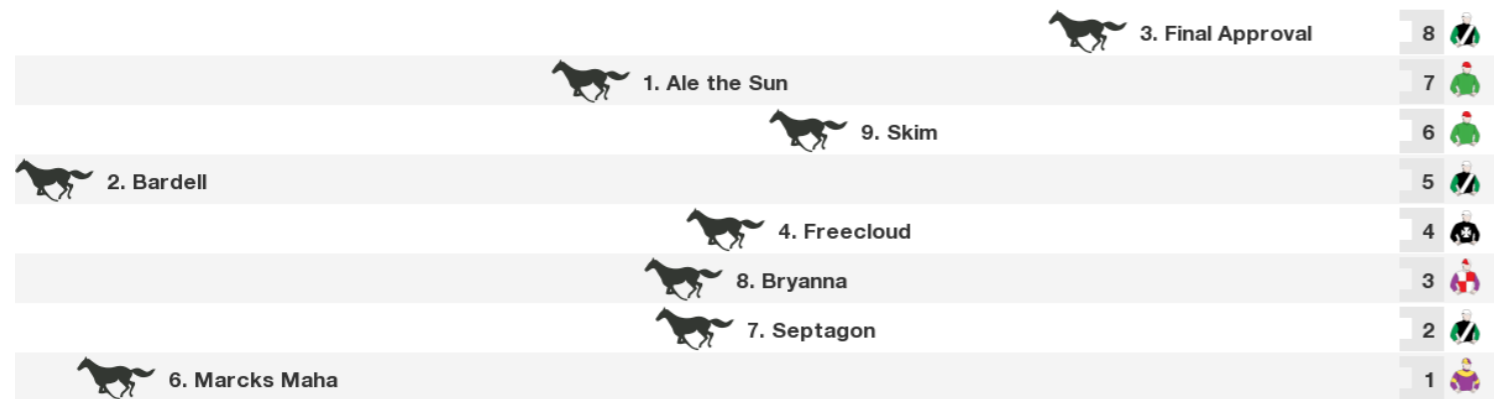 3. Final Approval 8
1. Ale the Sun 7
9. Skim 6
2. Bardell 5
4. Freecloud 4
8. Bryanna 3
7. Septagon 2
6. Marcks Maha 1